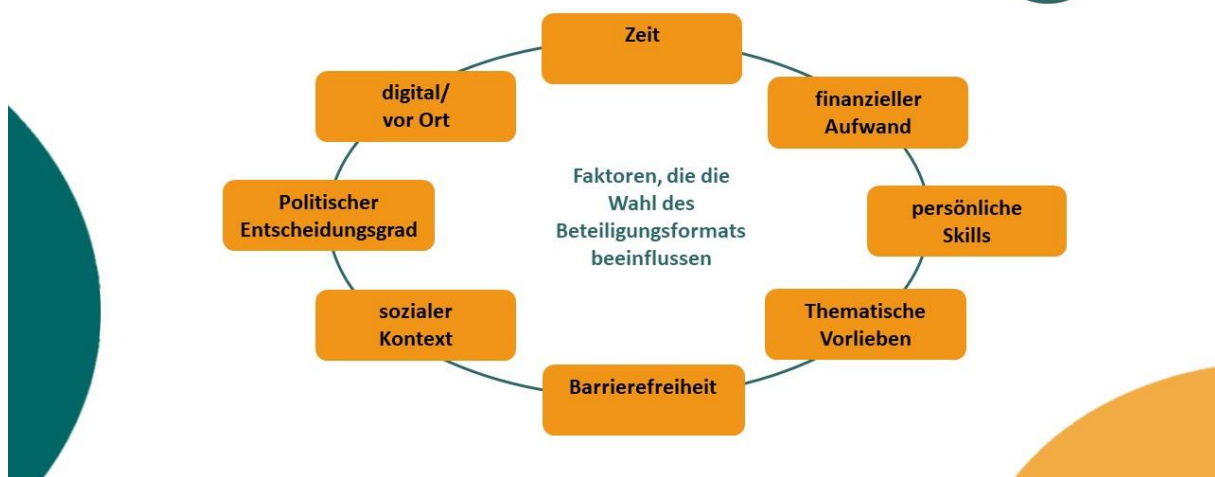 Zeit
finanzieller
Aufwand
persönliche
Skills
Thematische
Vorlieben
Barrierefreiheit
sozialer
Kontext
Politischer
Entscheidungsgrad
digital/
vor Ort
Faktoren, die die
Wahl des
Beteiligungsformats
beeinflussen